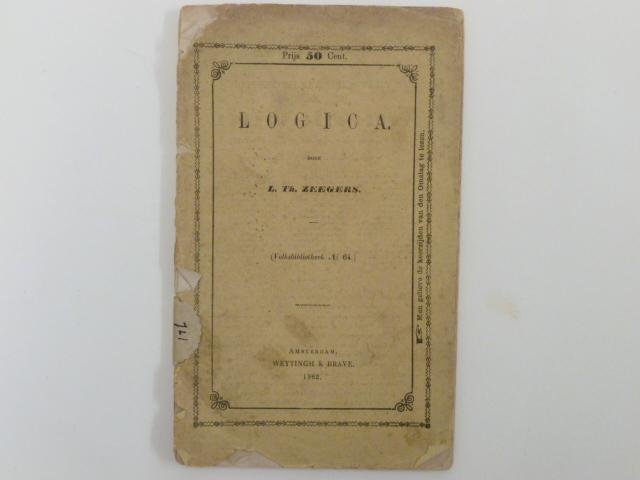 Prijs 50 Cent.
LOGICA.
DOOR
L. Th. ZEEGERS.
(Volksbibliotheek No 64.)
AMSTERDAM,
WEYTINGH & BRAVE.
1862.
☞ Men gelieve de keerzijden van den Omslag te lezen.